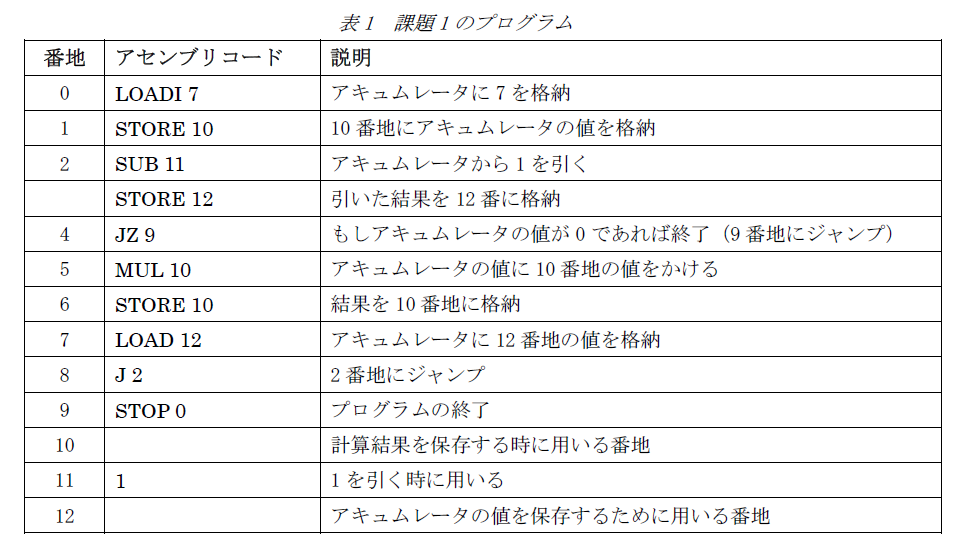 表1　課題1のプログラム
番地 アセンブリコード 説明
0 LOADI 7 アキュムレータに 7 を格納
1 STORE 10 10 番地にアキュムレータの値を格納
2 SUB 11 アキュムレータから 1 を引く
STORE 12 引いた結果を 12 番に格納
4 JZ 9 もしアキュムレータの値が 0 であれば終了（9 番地にジャンプ）
5 MUL 10 アキュムレータの値に 10 番地の値をかける
6 STORE 10 結果を 10 番地に格納
7 LOAD 12 アキュムレータに 12 番地の値を格納
8 J 2 2 番地にジャンプ
9 STOP 0 プログラムの終了
10 計算結果を保存する時に用いる番地
11 1 1 を引く時に用いる
12 アキュムレータの値を保存するために用いる番地